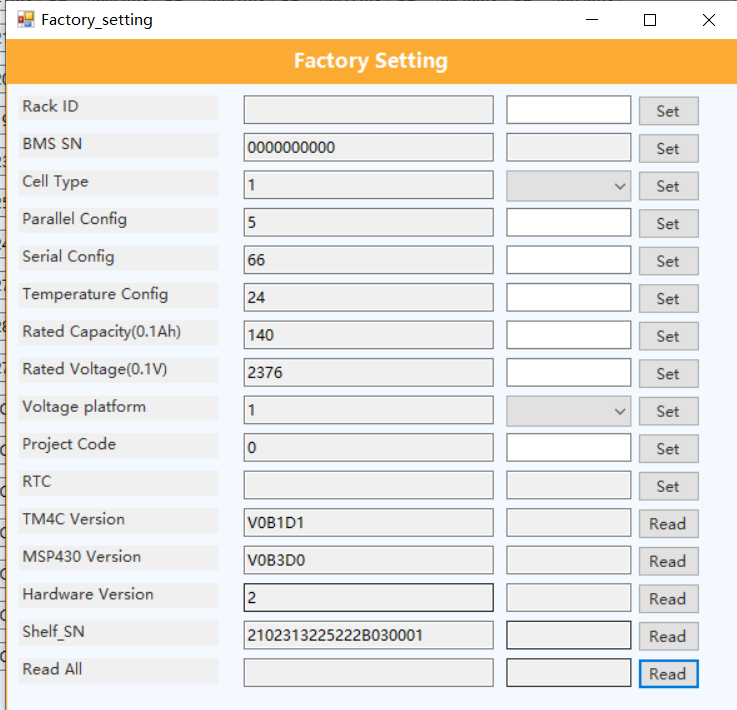 Factory_setting
Factory Setting
Rack ID Set
BMS SN 0000000000 Set
Cell Type 1 Set
Parallel Config 5 Set
Serial Config 66 Set
Temperature Config 24 Set
Rated Capacity(0.1Ah) 140 Set
Rated Voltage(0.1V) 2376 Set
Voltage platform 1 Set
Project Code 0 Set
RTC Set
TM4C Version V0B1D1 Read
MSP430 Version V0B3D0 Read
Hardware Version 2 Read
Shelf_SN 2102313225222B030001 Read
Read All Read